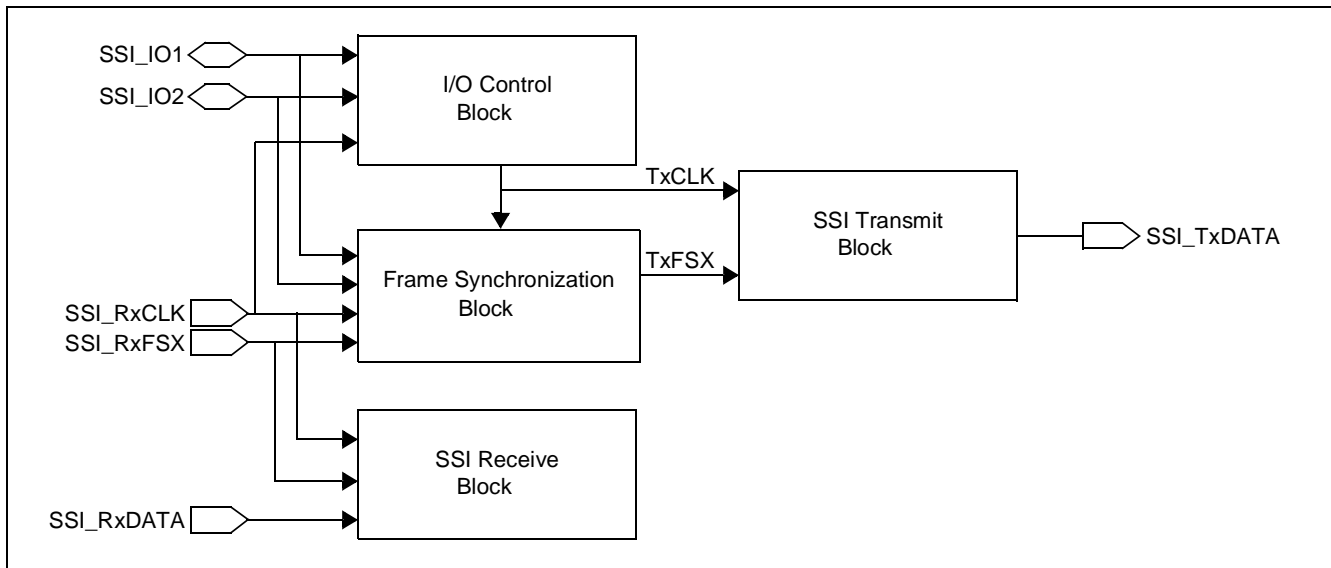 SSI_IO1
SSI_IO2
I/O Control
Block
TxCLK
SSI Transmit
Block
SSI_TxDATA
TxFSX
Frame Synchronization
Block
SSI_RxCLK
SSI_RxFSX
SSI Receive
Block
SSI_RxDATA